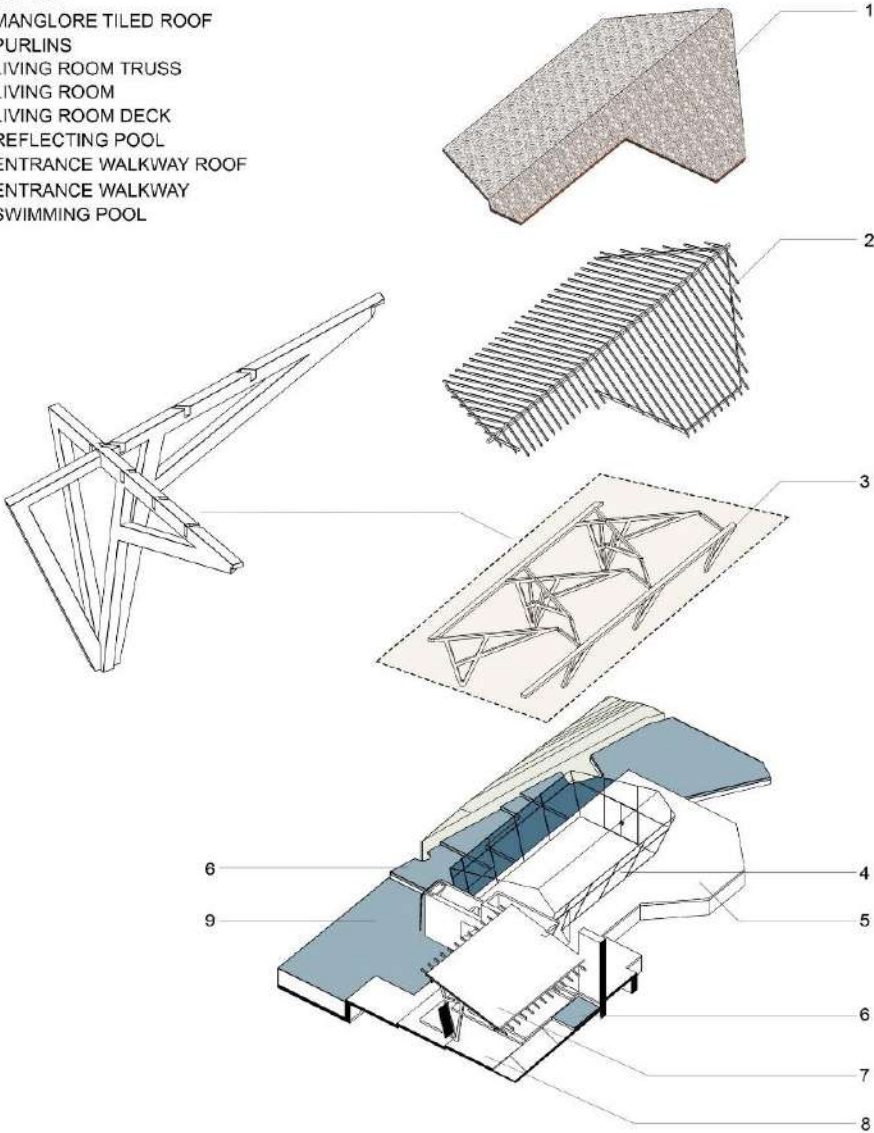 MANGLORE TILED ROOF
PURLINS
LIVING ROOM TRUSS
LIVING ROOM
LIVING ROOM DECK
REFLECTING POOL
ENTRANCE WALKWAY ROOF
ENTRANCE WALKWAY
SWIMMING POOL
1
2
3
6
4
9
5
6
7
8